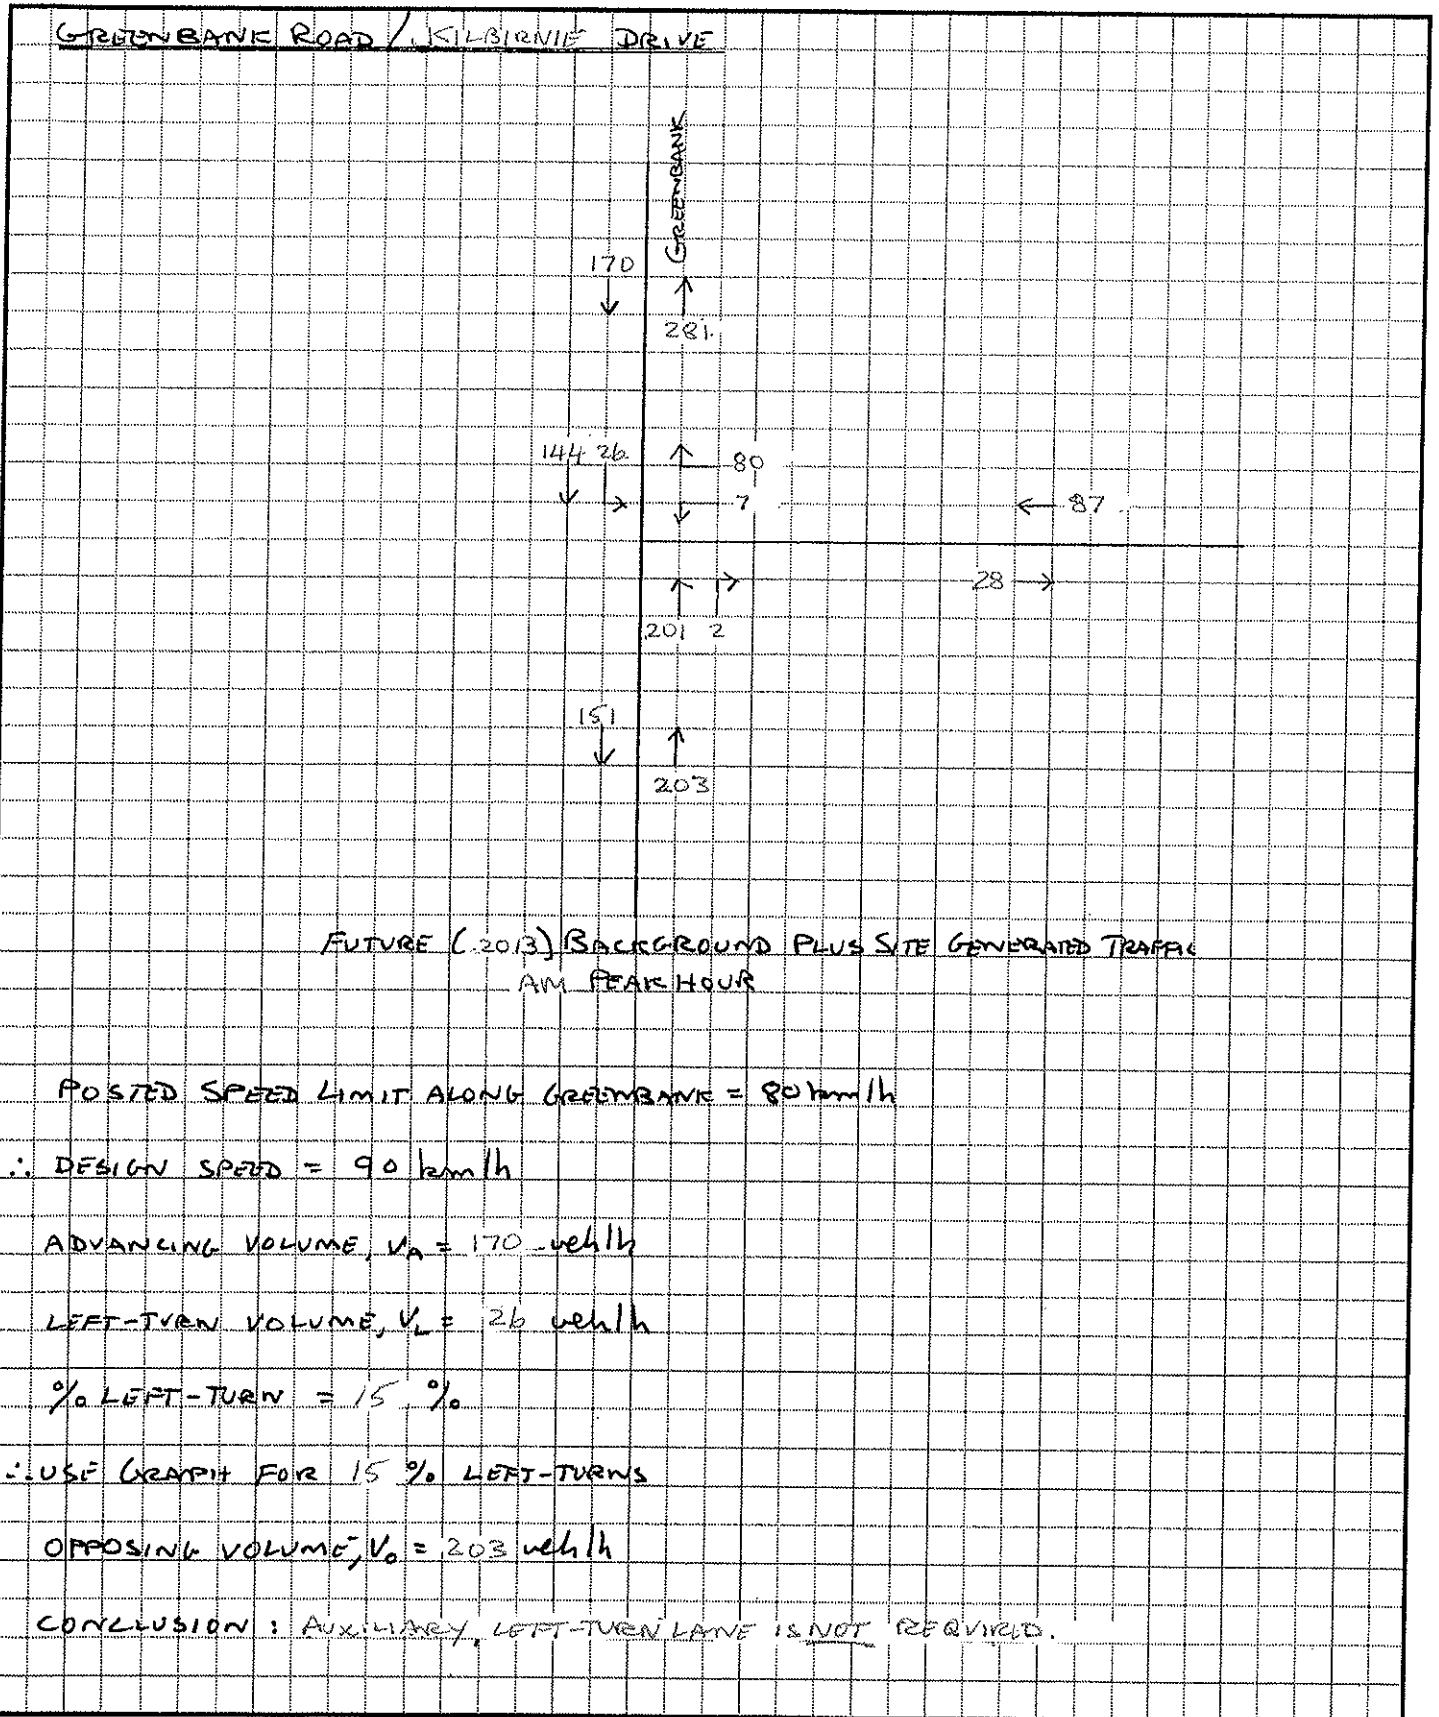 GREENBANK ROAD / KILBIRNIE DRIVE
GREENBANK
170
281
144 26
80
7
87
28
201 2
151
203
FUTURE (2013) BACKGROUND PLUS SITE GENERATED TRAFFIC
AM PEAK HOUR
POSTED SPEED LIMIT ALONG GREENBANK = 80 km/h
∴ DESIGN SPEED = 90 km/h
ADVANCING VOLUME, VA = 170 veh/h
LEFT-TURN VOLUME, VL = 26 veh/h
% LEFT-TURN = 15 %
∴ USE GRAPH FOR 15 % LEFT-TURNS
OPPOSING VOLUME, Vo = 203 veh/h
CONCLUSION : AUXILIARY LEFT-TURN LANE IS NOT REQUIRED.